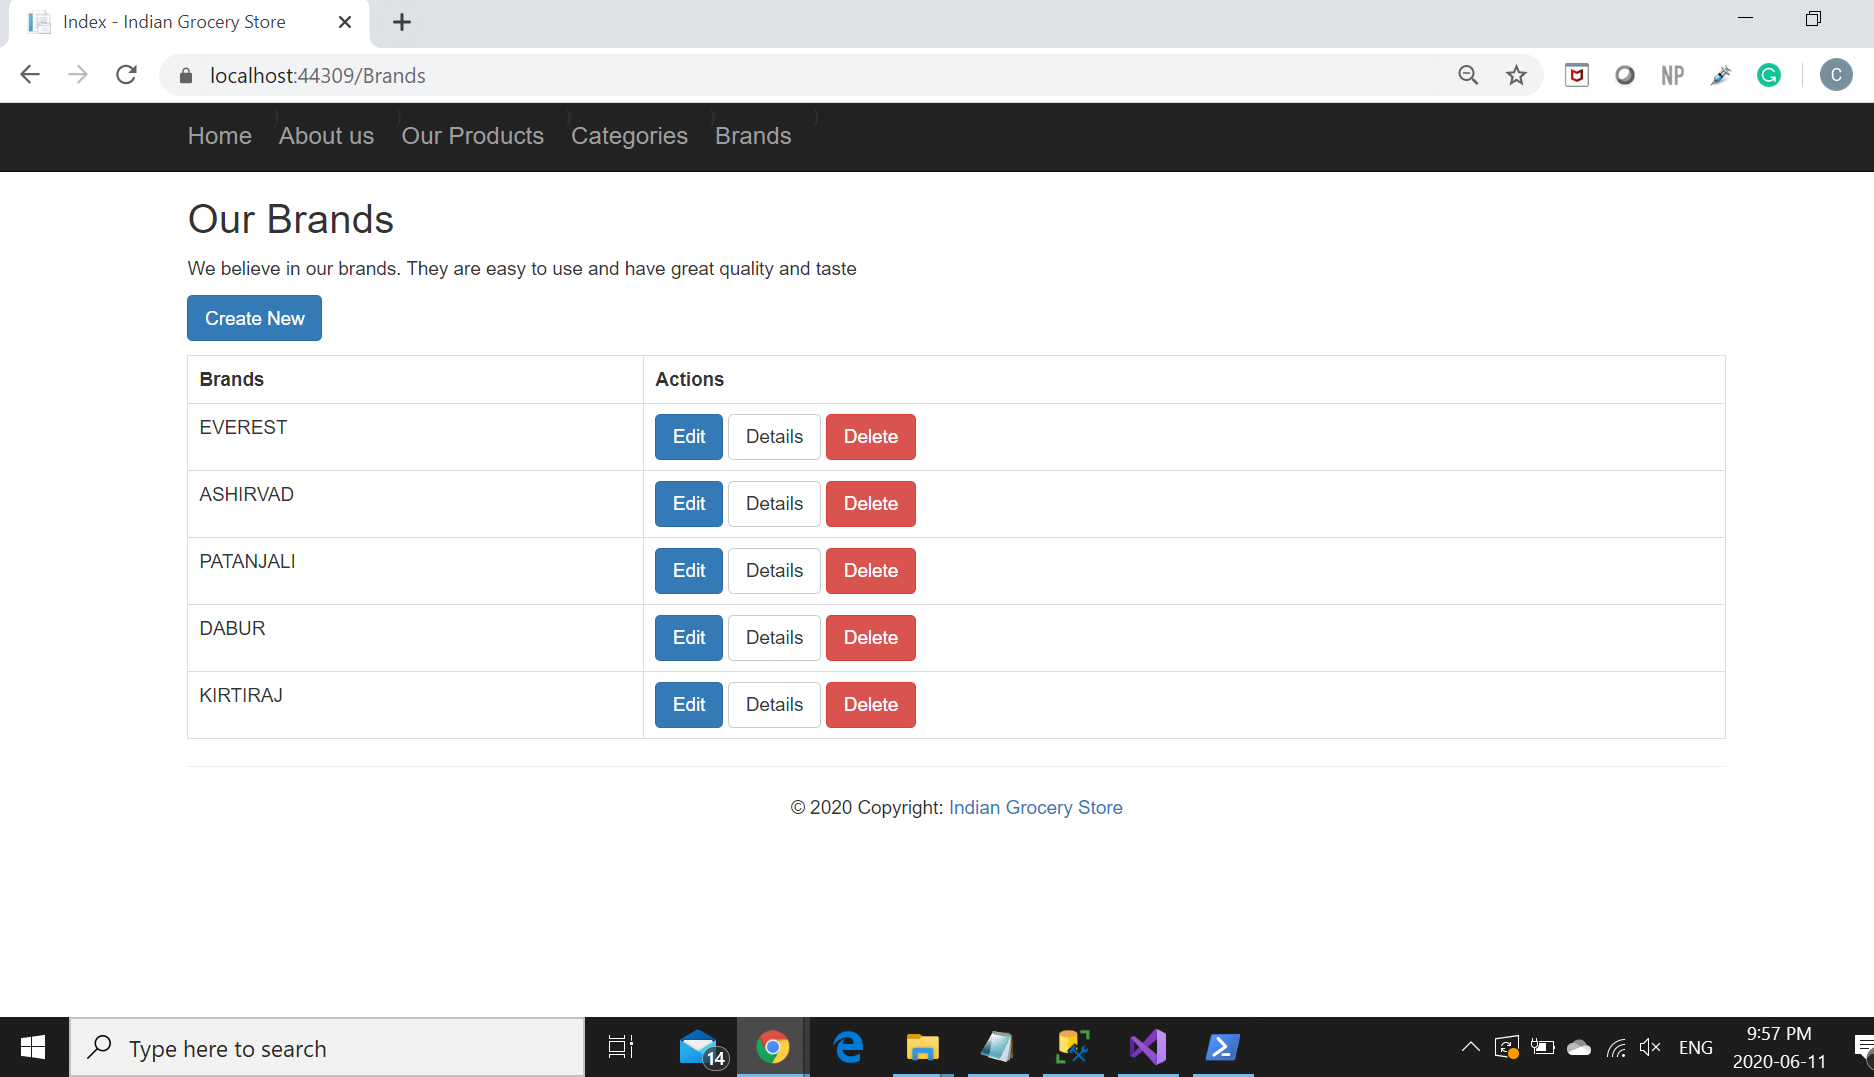 Index - Indian Grocery Store
localhost:44309/Brands
NP
C
Home ) About us ) Our Products ) Categories ) Brands )
Our Brands
We believe in our brands. They are easy to use and have great quality and taste
Create New
Brands Actions
EVEREST Edit Details Delete
ASHIRVAD Edit Details Delete
PATANJALI Edit Details Delete
DABUR Edit Details Delete
KIRTIRAJ Edit Details Delete
© 2020 Copyright: Indian Grocery Store
Type here to search
14
ENG
9:57 PM
2020-06-11